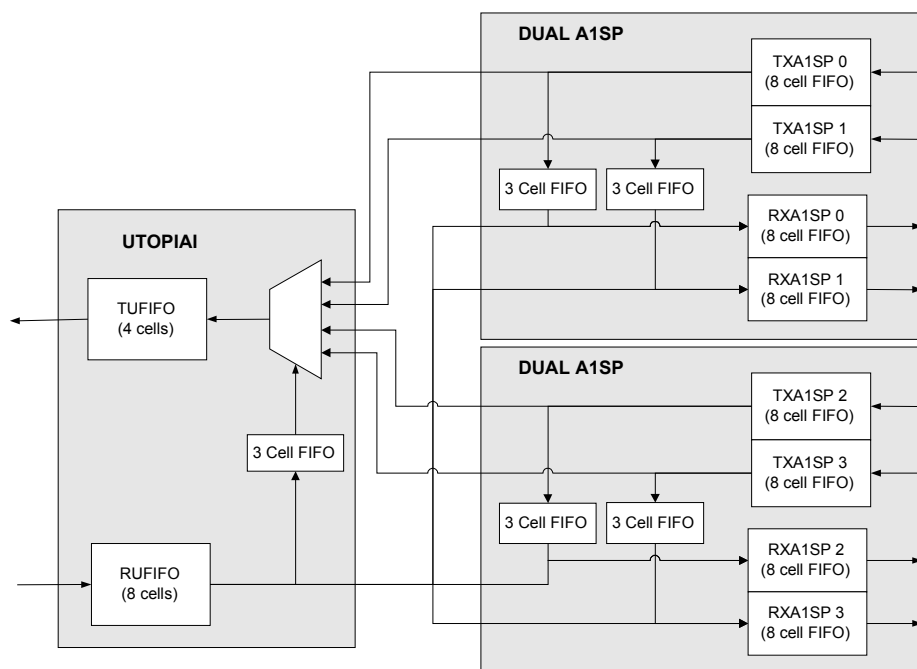 DUAL A1SP
TXA1SP 0
(8 cell FIFO)
TXA1SP 1
(8 cell FIFO)
3 Cell FIFO
3 Cell FIFO
RXA1SP 0
(8 cell FIFO)
RXA1SP 1
(8 cell FIFO)
UTOPIAI
TUFIFO
(4 cells)
3 Cell FIFO
RUFIFO
(8 cells)
DUAL A1SP
TXA1SP 2
(8 cell FIFO)
TXA1SP 3
(8 cell FIFO)
3 Cell FIFO
3 Cell FIFO
RXA1SP 2
(8 cell FIFO)
RXA1SP 3
(8 cell FIFO)